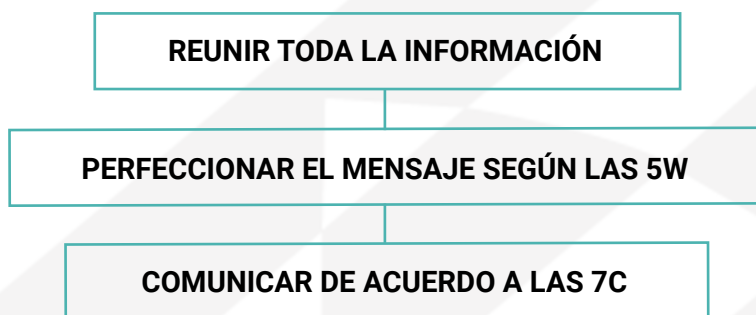 REUNIR TODA LA INFORMACIÓN
PERFECCIONAR EL MENSAJE SEGÚN LAS 5W
COMUNICAR DE ACUERDO A LAS 7C